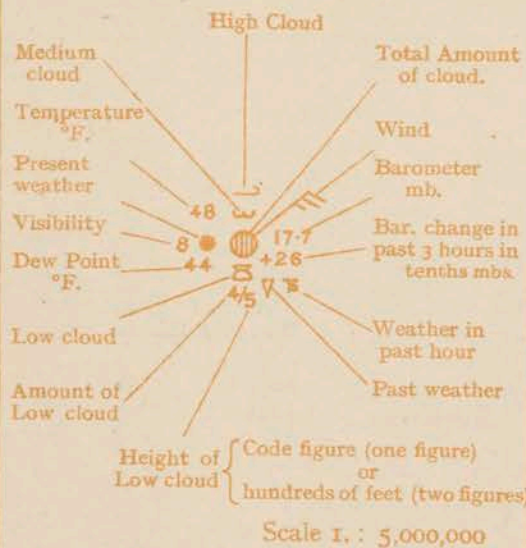 High Cloud
Medium
cloud
Total Amount
of cloud.
Temperature
°F.
Wind
Present
weather
Barometer
mb.
48
Visibility
8
17·7
Bar. change in
past 3 hours in
tenths mbs
Dew Point
°F.
44
+26
4/5
Low cloud
Weather in
past hour
Amount of
Low cloud
Past weather
Height of
Low cloud
Code figure (one figure)
or
hundreds of feet (two figures)
Scale 1. : 5,000,000